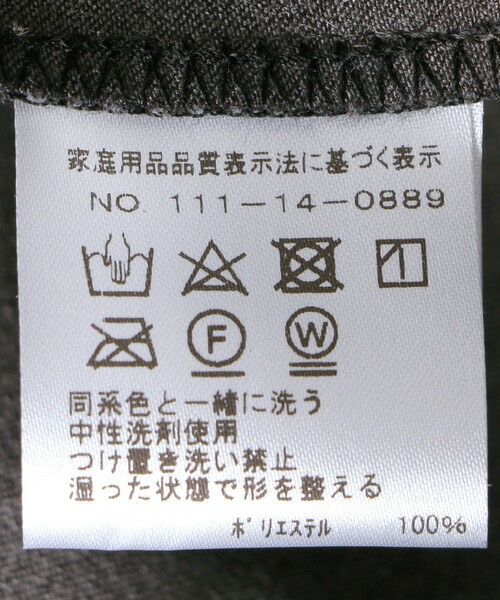 家庭用品品質表示法に基づく表示
NO. 111-14-0889
F W
同系色と一緒に洗う
中性洗剤使用
つけ置き洗い禁止
湿った状態で形を整える
ポリエステル 100%